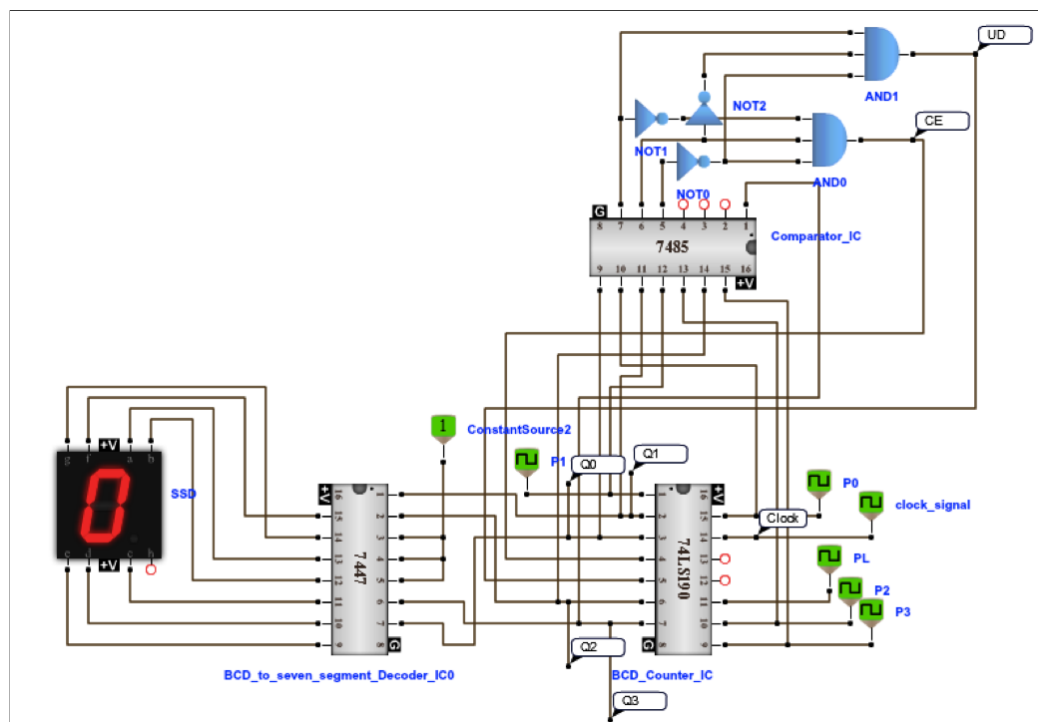 UD
AND1
NOT2
CE
NOT1
AND0
NOT0
G
8 7 6 5 4 3 2 1
7485
Comparator_IC
9 10 11 12 13 14 15 16
+V
1
ConstantSource2
P1
Q0
Q1
P0
clock_signal
Clock
g f +V a b
SSD
e d +V c h
+V
16 1
15 2
14 3
13 4
12 5
11 6
10 7
9 8
7447
G
BCD_to_seven_segment_Decoder_IC0
1 16
+V
2 15
3 14
4 13
5 12
6 11
7 10
8 9
74LS190
G
PL
P2
P3
BCD_Counter_IC
Q2
Q3
0